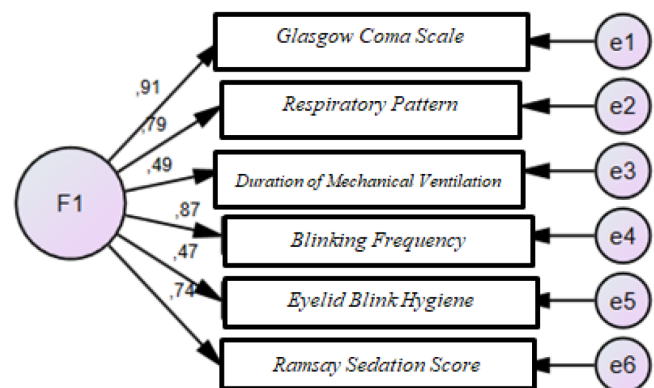 Glasgow Coma Scale
e1
,91
Respiratory Pattern
e2
,79
,49
Duration of Mechanical Ventilation
e3
F1
,87
Blinking Frequency
e4
,47
Eyelid Blink Hygiene
e5
,74
Ramsay Sedation Score
e6